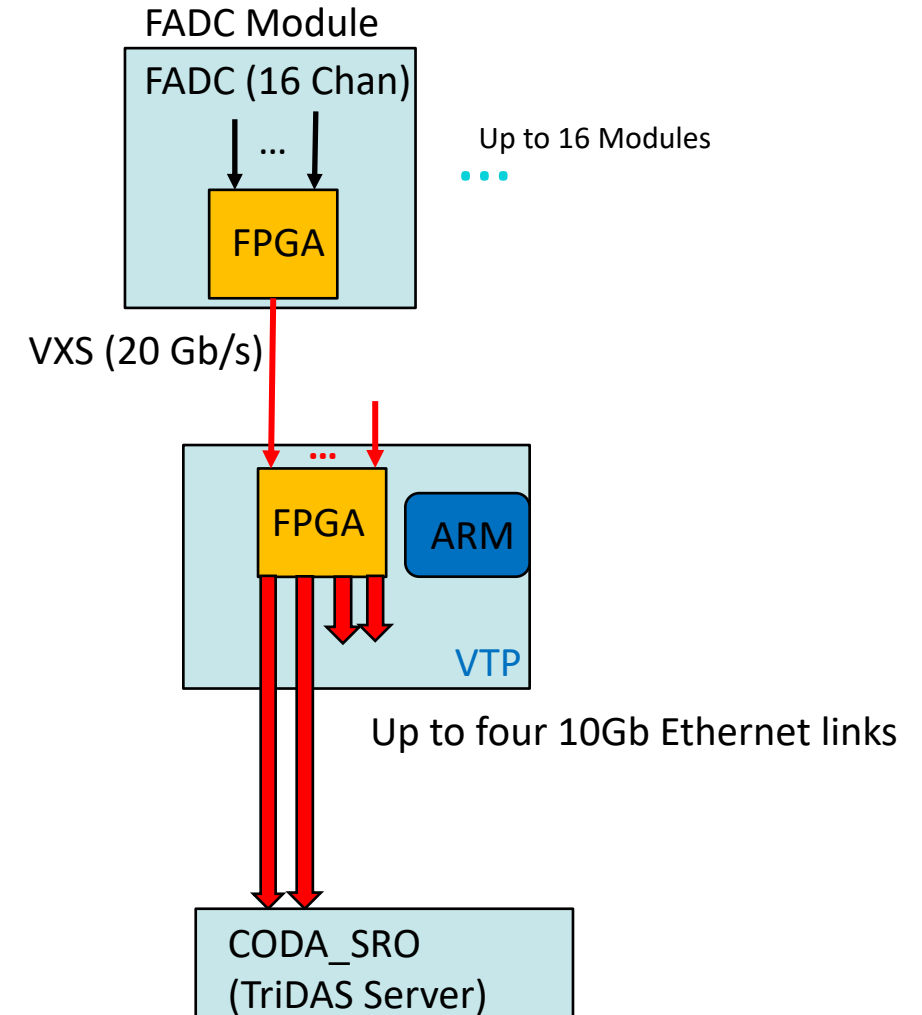 FADC Module
FADC (16 Chan)
...
Up to 16 Modules
...
FPGA
VXS (20 Gb/s)
...
FPGA
ARM
VTP
Up to four 10Gb Ethernet links
CODA_SRO
(TriDAS Server)